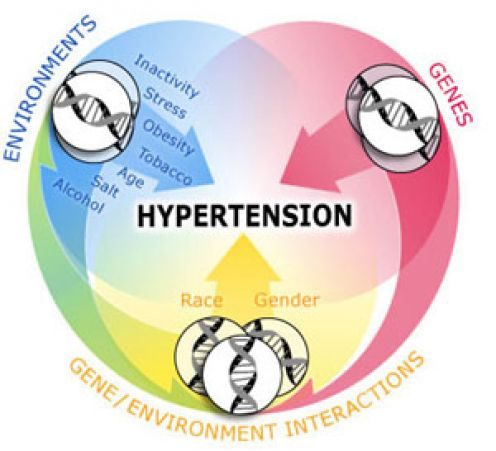 ENVIRONMENTS
GENES
Inactivity
Stress
Obesity
Tobacco
Age
Salt
Alcohol
HYPERTENSION
Race Gender
GENE/ENVIRONMENT INTERACTIONS